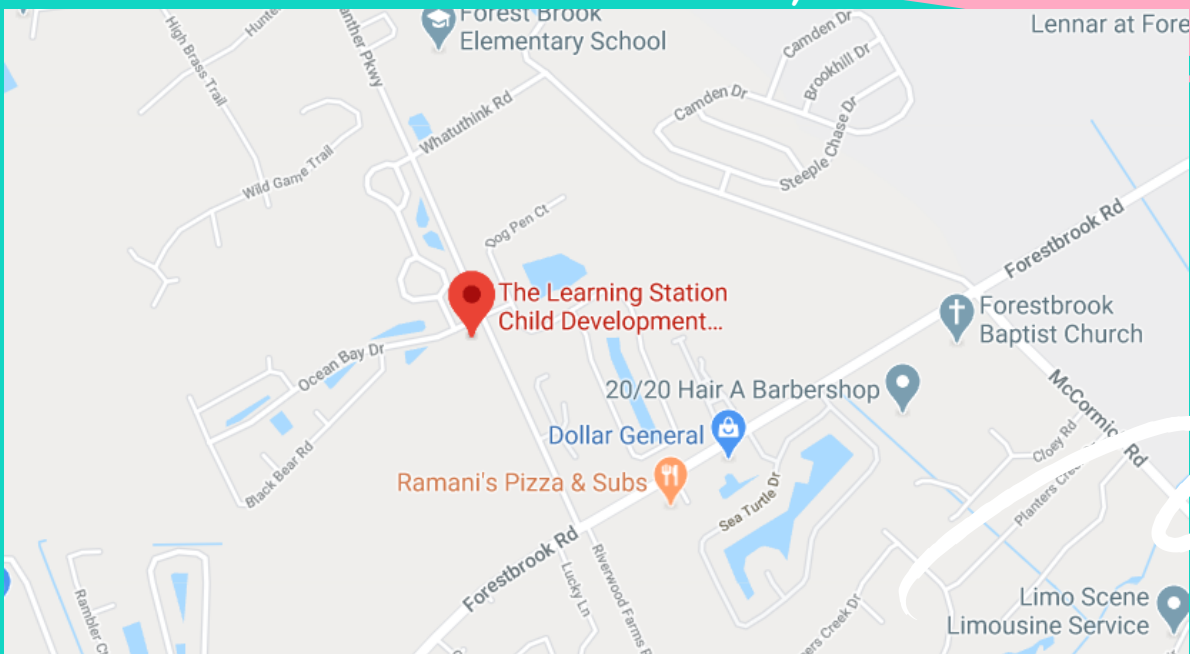 Forest Brook
Elementary School
Lennar at Fore
Camden Dr
Brookhill Dr
Camden Dr
Steeple Chase Dr
High Brass Trail
Pkwy
Whatuthink Rd
Wild Game Trail
Dog Pen Ct
Forestbrook Rd
The Learning Station
Child Development...
Forestbrook
Baptist Church
Ocean Bay Dr
20/20 Hair A Barbershop
McCormick Rd
Dollar General
Cloey Rd
Black Bear Rd
Ramani's Pizza & Subs
Sea Turtle Dr
Planters
Forestbrook Rd
Lucky Ln
Riverwood Farms
Rambler
Creek Dr
Limo Scene
Limousine Service